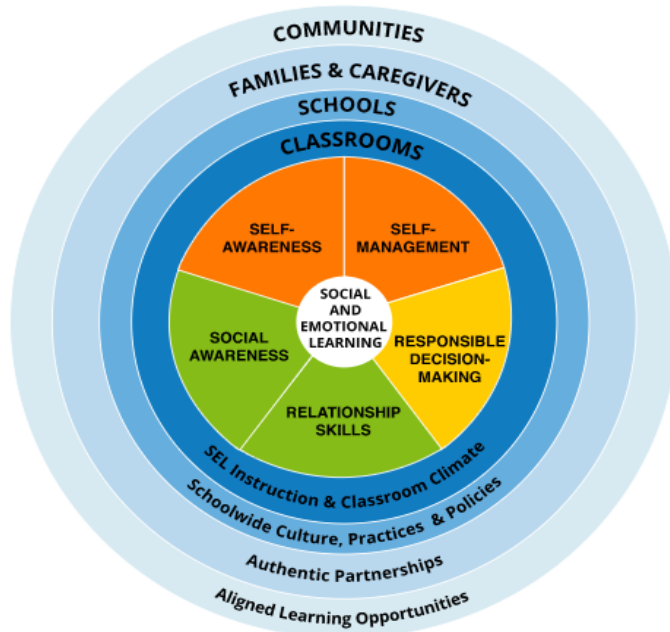 COMMUNITIES
FAMILIES & CAREGIVERS
SCHOOLS
CLASSROOMS
SELF-
AWARENESS
SELF-
MANAGEMENT
SOCIAL
AND
EMOTIONAL
LEARNING
SOCIAL
AWARENESS
RESPONSIBLE
DECISION-
MAKING
RELATIONSHIP
SKILLS
SEL Instruction & Classroom Climate
Schoolwide Culture, Practices & Policies
Authentic Partnerships
Aligned Learning Opportunities